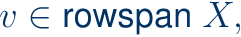 v ∈ rowspan X,